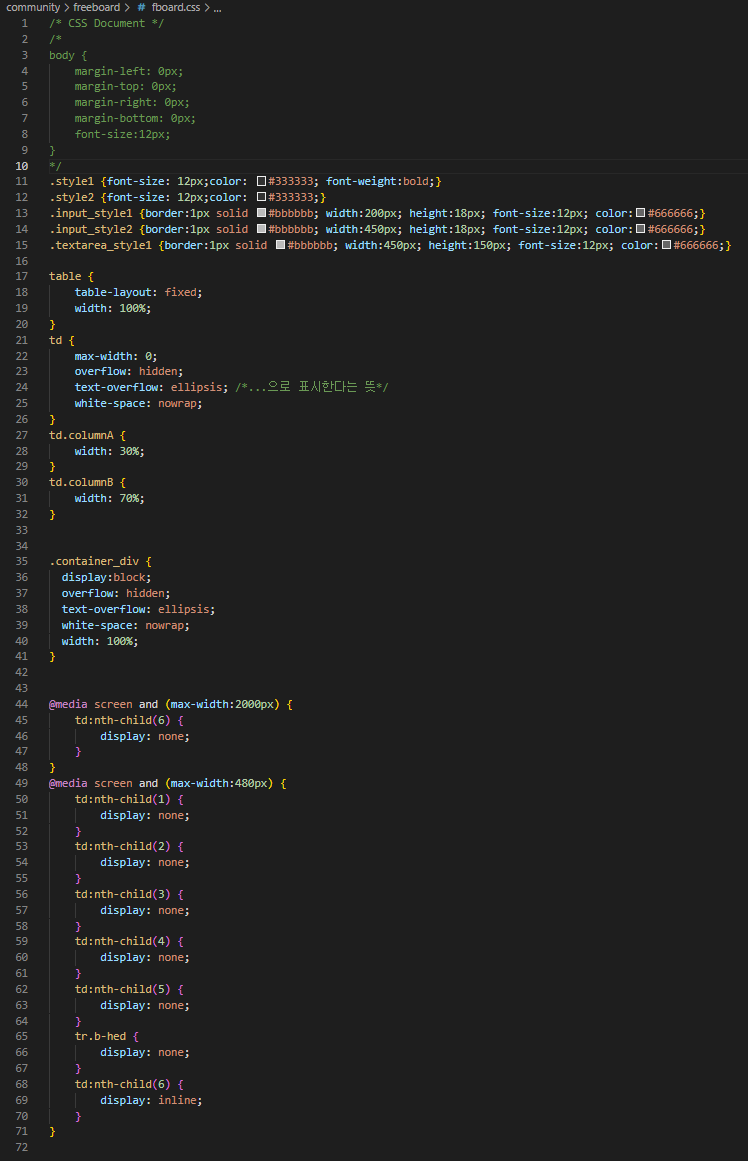 community > freeboard > # fboard.css > ...
1 /* CSS Document */
2 /*
3 body {
4     margin-left: 0px;
5     margin-top: 0px;
6     margin-right: 0px;
7     margin-bottom: 0px;
8     font-size:12px;
9 }
10 */
11 .style1 {font-size: 12px;color: #333333; font-weight:bold;}
12 .style2 {font-size: 12px;color: #333333;}
13 .input_style1 {border:1px solid #bbbbbb; width:200px; height:18px; font-size:12px; color:#666666;}
14 .input_style2 {border:1px solid #bbbbbb; width:450px; height:18px; font-size:12px; color:#666666;}
15 .textarea_style1 {border:1px solid #bbbbbb; width:450px; height:150px; font-size:12px; color:#666666;}
16
17 table {
18     table-layout: fixed;
19     width: 100%;
20 }
21 td {
22     max-width: 0;
23     overflow: hidden;
24     text-overflow: ellipsis; /*...으로 표시한다는 뜻*/
25     white-space: nowrap;
26 }
27 td.columnA {
28     width: 30%;
29 }
30 td.columnB {
31     width: 70%;
32 }
33
34
35 .container_div {
36   display:block;
37   overflow: hidden;
38   text-overflow: ellipsis;
39   white-space: nowrap;
40   width: 100%;
41 }
42
43
44 @media screen and (max-width:2000px) {
45     td:nth-child(6) {
46         display: none;
47     }
48 }
49 @media screen and (max-width:480px) {
50     td:nth-child(1) {
51         display: none;
52     }
53     td:nth-child(2) {
54         display: none;
55     }
56     td:nth-child(3) {
57         display: none;
58     }
59     td:nth-child(4) {
60         display: none;
61     }
62     td:nth-child(5) {
63         display: none;
64     }
65     tr.b-hed {
66         display: none;
67     }
68     td:nth-child(6) {
69         display: inline;
70     }
71 }
72